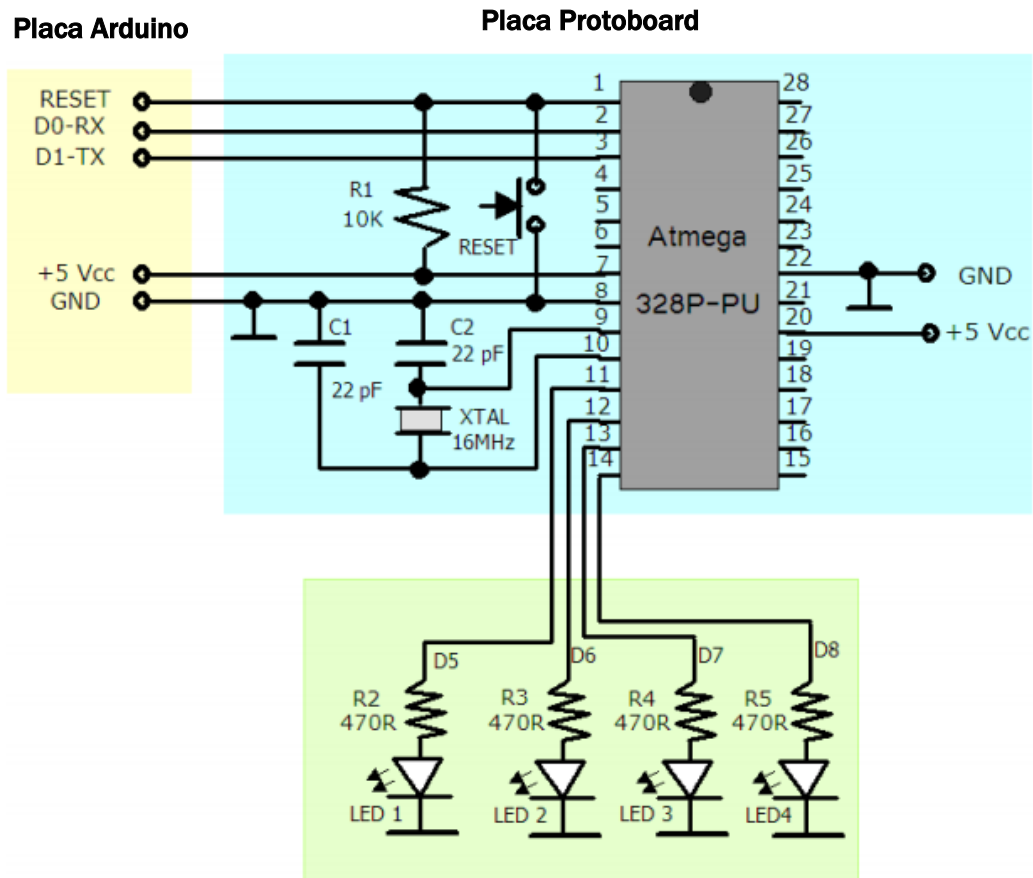 Placa Arduino
Placa Protoboard
RESET
D0-RX
D1-TX
+5 Vcc
GND
R1
10K
RESET
C1
22 pF
C2
22 pF
XTAL
16MHz
1
2
3
4
5
6
7
8
9
10
11
12
13
14
Atmega
328P-PU
28
27
26
25
24
23
22
21
20
19
18
17
16
15
GND
+5 Vcc
D5
D6
D7
D8
R2
470R
R3
470R
R4
470R
R5
470R
LED 1
LED 2
LED 3
LED4